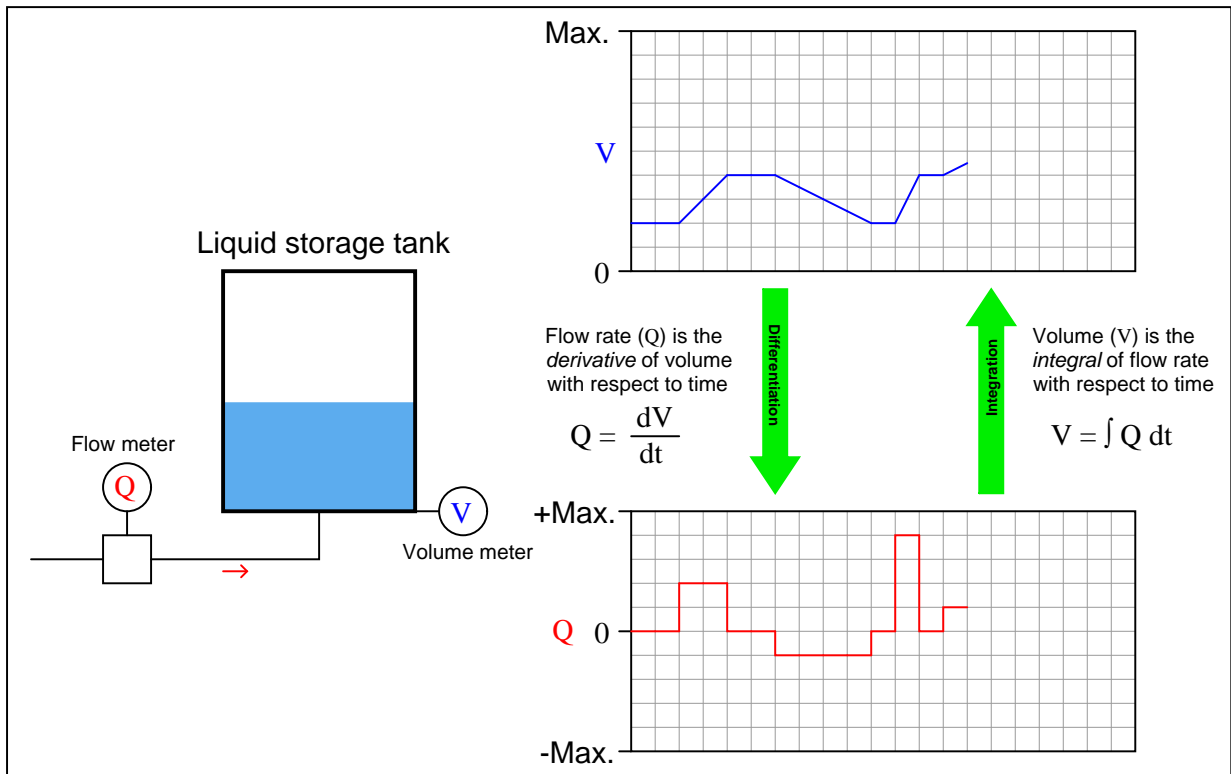 Max.
V
0
Liquid storage tank
Flow meter
Q
V
Volume meter
Flow rate (Q) is the
derivative of volume
with respect to time
Q = dV
dt
Differentiation
Integration
Volume (V) is the
integral of flow rate
with respect to time
V = ∫ Q dt
+Max.
Q 0
-Max.